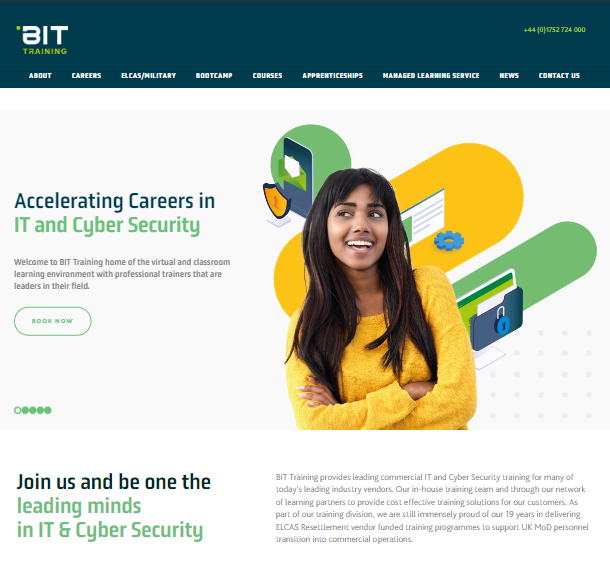 BIT
TRAINING
+44 (0)1752 724 000
ABOUT CAREERS ELCAS/MILITARY BOOTCAMP COURSES APPRENTICESHIPS MANAGED LEARNING SERVICE NEWS CONTACT US
Accelerating Careers in
IT and Cyber Security
Welcome to BIT Training home of the virtual and classroom
learning environment with professional trainers that are
leaders in their field.
BOOK NOW
Join us and be one the
leading minds
in IT & Cyber Security
BIT Training provides leading commercial IT and Cyber Security training for many of
today's leading industry vendors. Our in-house training team and through our network
of learning partners to provide cost effective training solutions for our customers. As
part of our training division, we are still immensely proud of our 19 years in delivering
ELCAS Resettlement vendor funded training programmes to support UK MoD personnel
transition into commercial operations.